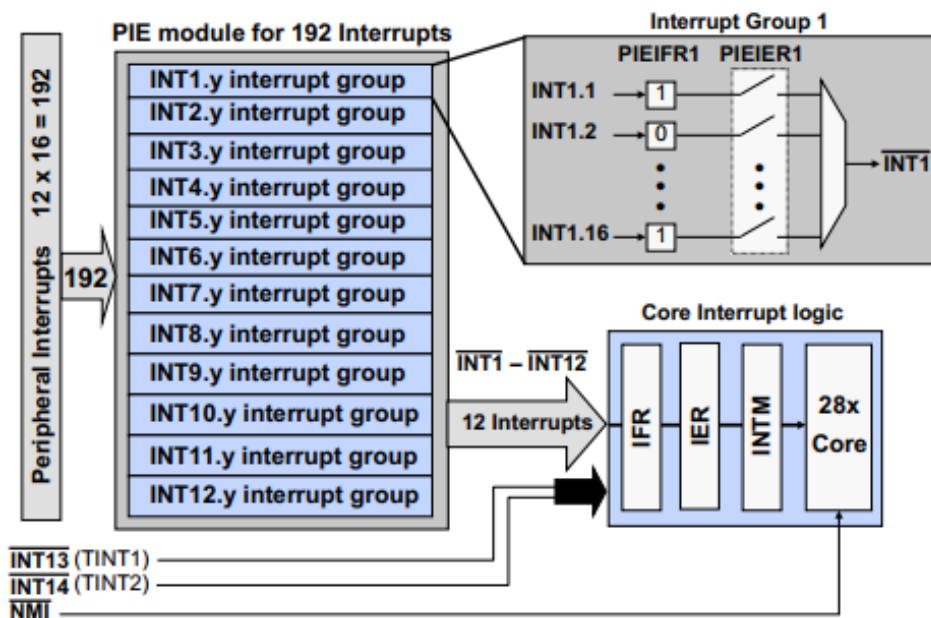 PIE module for 192 Interrupts
Peripheral Interrupts 12 x 16 = 192
192
INT1.y interrupt group
INT2.y interrupt group
INT3.y interrupt group
INT4.y interrupt group
INT5.y interrupt group
INT6.y interrupt group
INT7.y interrupt group
INT8.y interrupt group
INT9.y interrupt group
INT10.y interrupt group
INT11.y interrupt group
INT12.y interrupt group
Interrupt Group 1
PIEIFR1 PIEIER1
INT1.1 1
INT1.2 0
INT1
INT1.16 1
Core Interrupt logic
INT1 – INT12
12 Interrupts
IFR
IER
INTM
28x
Core
INT13 (TINT1)
INT14 (TINT2)
NMI